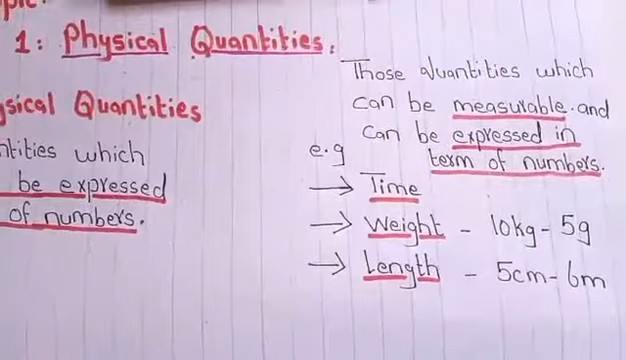 pic:
1: Physical Quantities.
Those Quantities which
can be measurable.and
can be expressed in
term of numbers.
e.g
→ Time
→ Weight - 10kg - 5g
→ Length - 5cm - 6m
sical Quantities
ntities which
be expressed
of numbers.